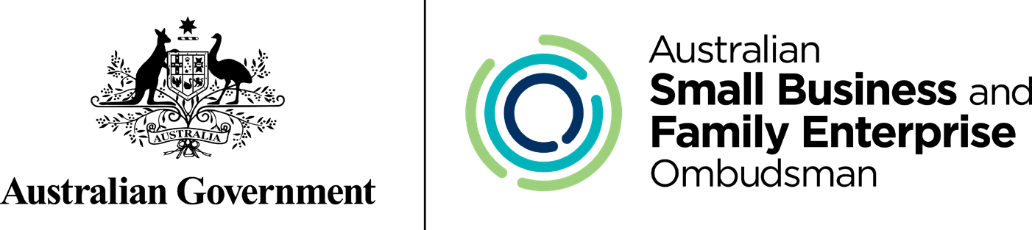 AUSTRALIA
Australian Government
Australian
Small Business and
Family Enterprise
Ombudsman